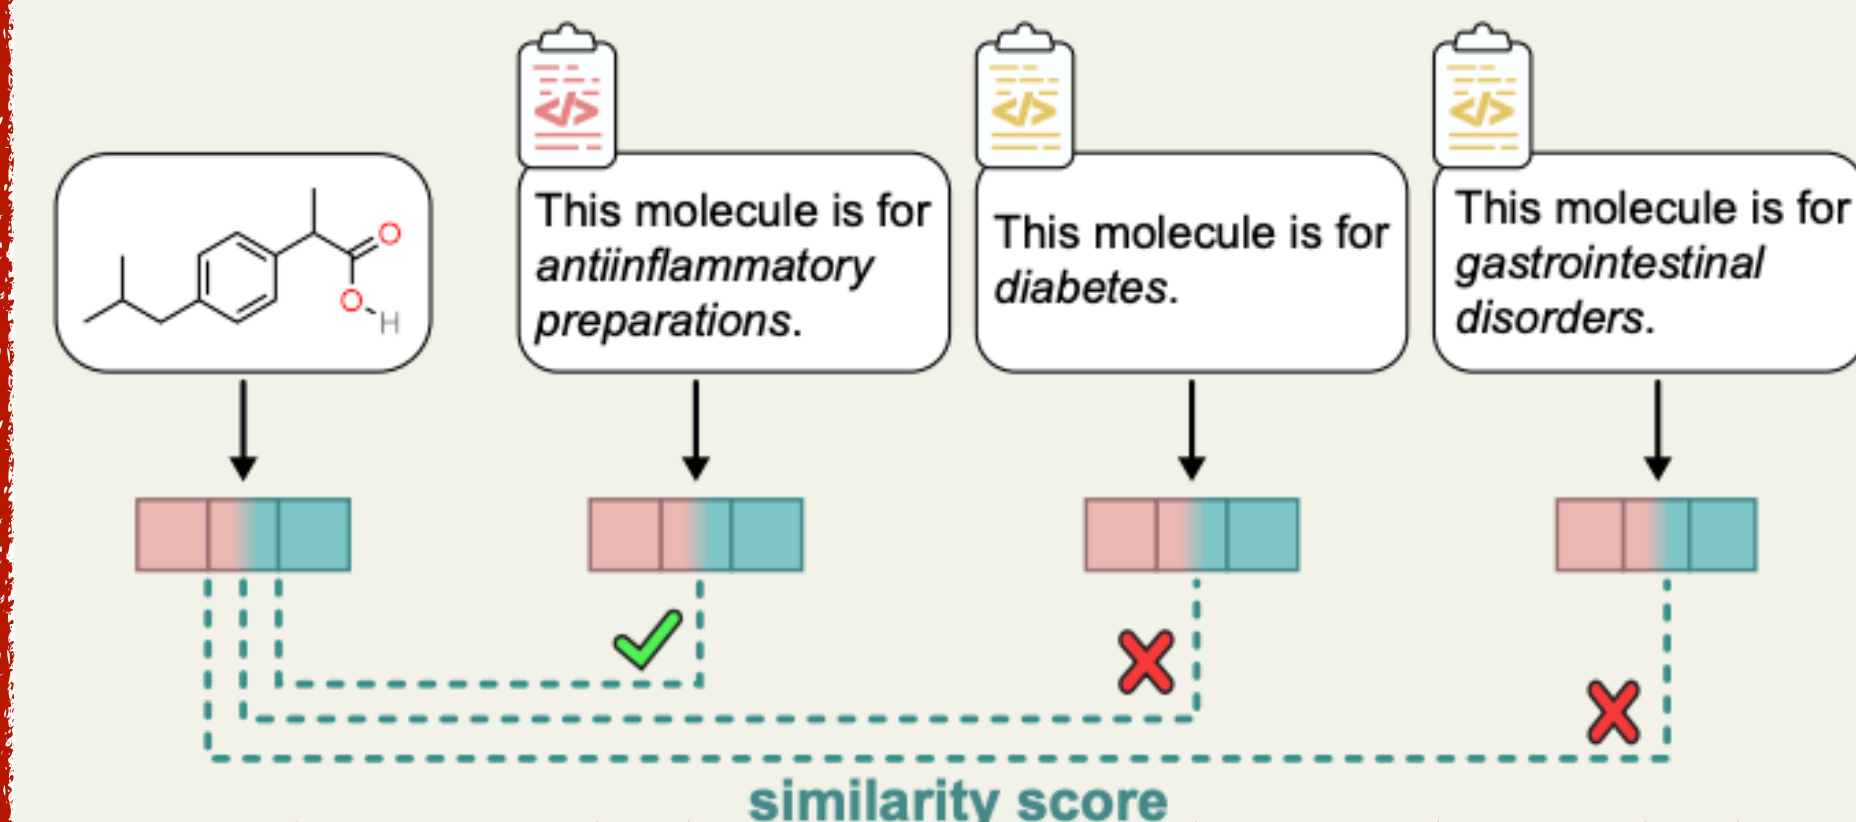 O
O
H
</>
This molecule is for
antiinflammatory
preparations.
</>
This molecule is for
diabetes.
</>
This molecule is for
gastrointestinal
disorders.
similarity score